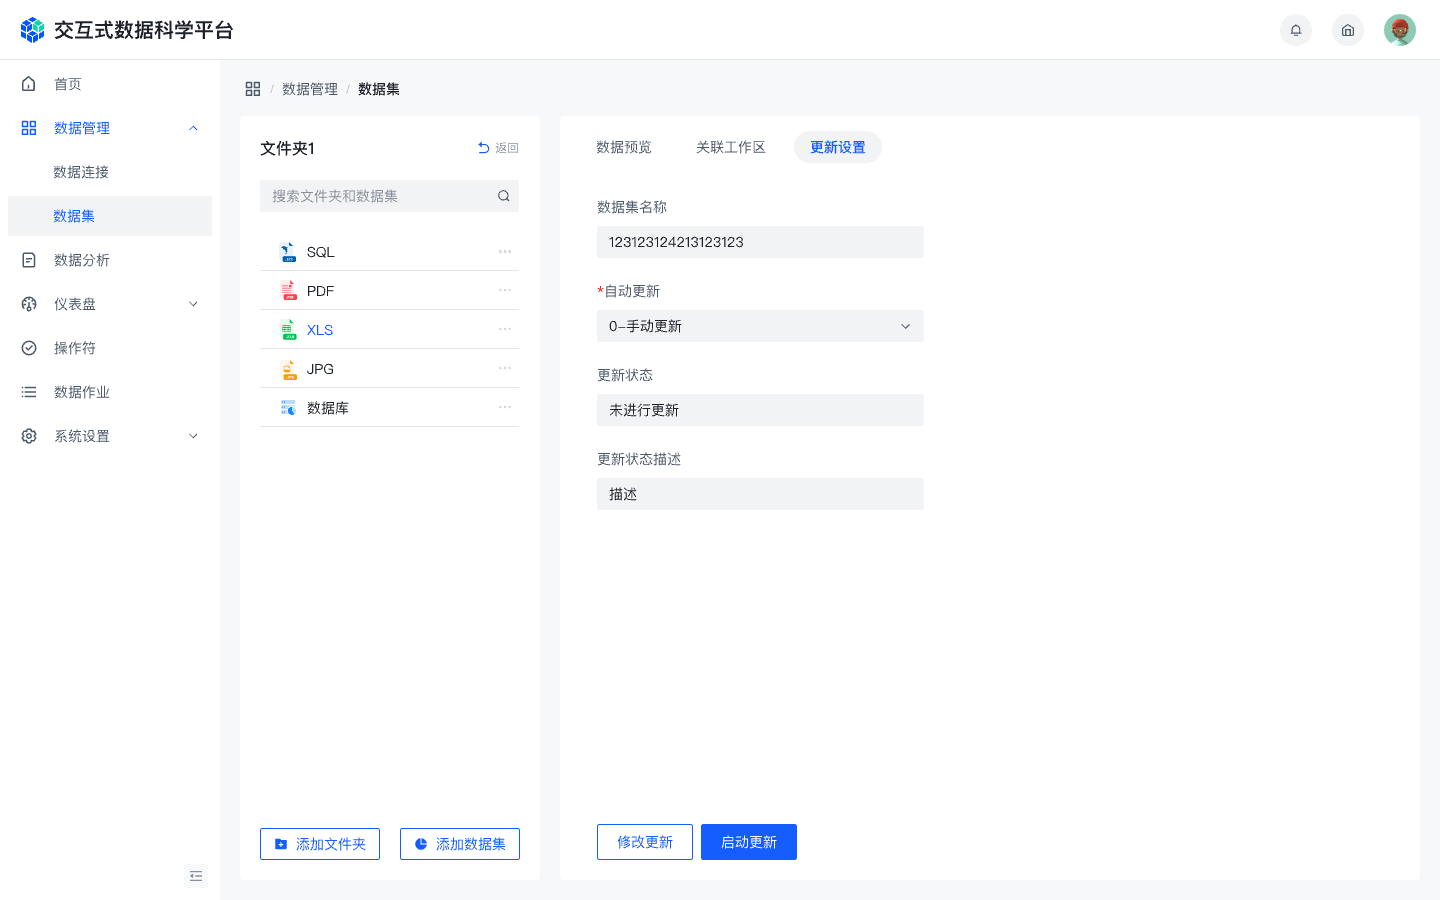 交互式数据科学平台
首页
数据管理
数据连接
数据集
数据分析
仪表盘
操作符
数据作业
系统设置
/ 数据管理 / 数据集
文件夹1
返回
搜索文件夹和数据集
SQL
PDF
XLS
JPG
数据库
添加文件夹
添加数据集
数据预览 关联工作区 更新设置
数据集名称
123123124213123123
*自动更新
0-手动更新
更新状态
未进行更新
更新状态描述
描述
修改更新
启动更新